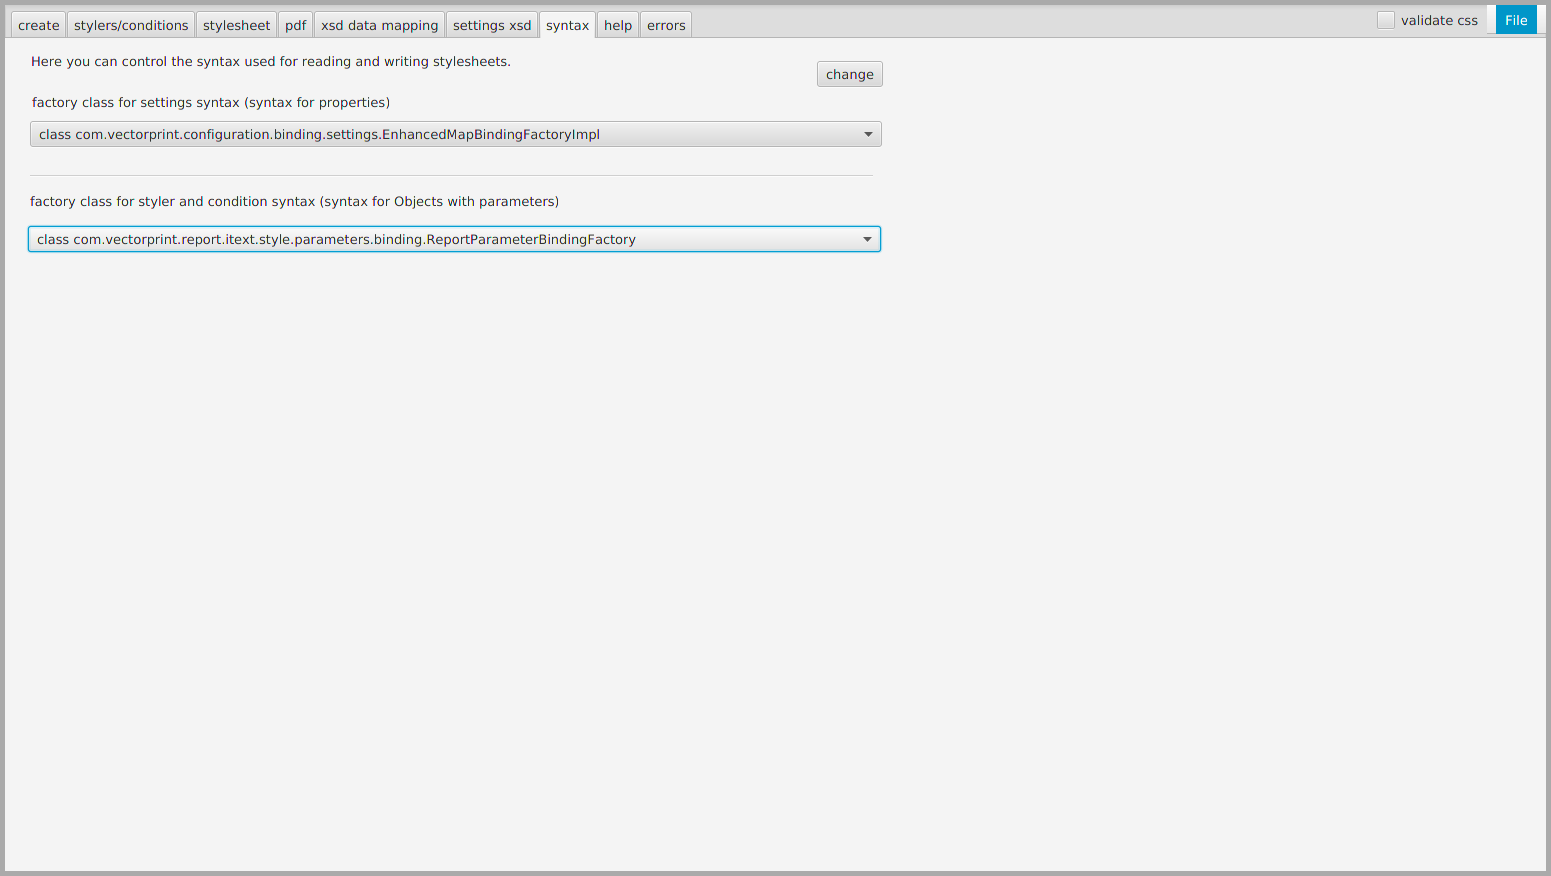 create stylers/conditions stylesheet pdf xsd data mapping settings xsd syntax help errors validate css File
Here you can control the syntax used for reading and writing stylesheets.
change
factory class for settings syntax (syntax for properties)
class com.vectorprint.configuration.binding.settings.EnhancedMapBindingFactoryImpl
factory class for styler and condition syntax (syntax for Objects with parameters)
class com.vectorprint.report.itext.style.parameters.binding.ReportParameterBindingFactory